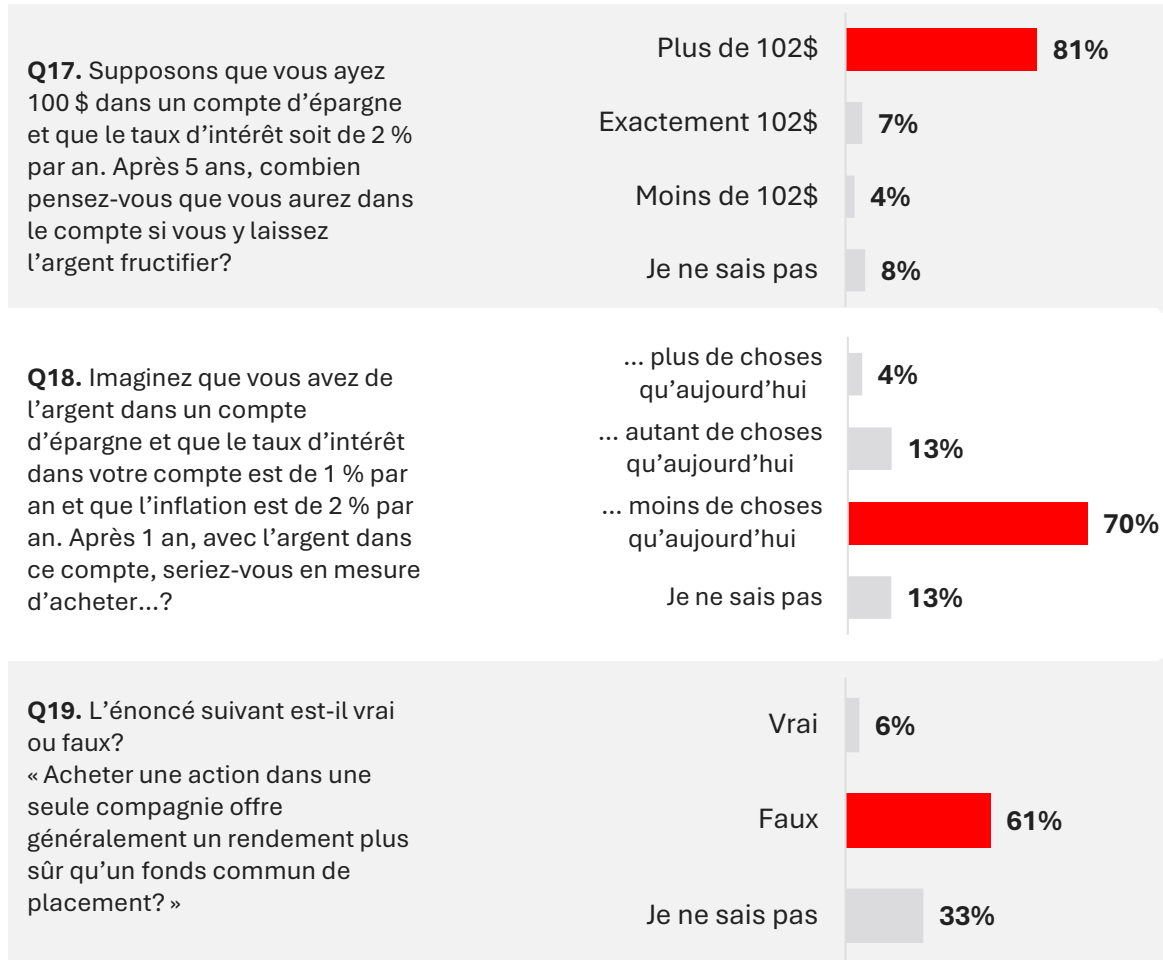 Q17. Supposons que vous ayez
100 $ dans un compte d’épargne
et que le taux d’intérêt soit de 2 %
par an. Après 5 ans, combien
pensez-vous que vous aurez dans
le compte si vous y laissez
l’argent fructifier?
Plus de 102$ 81%
Exactement 102$ 7%
Moins de 102$ 4%
Je ne sais pas 8%
Q18. Imaginez que vous avez de
l’argent dans un compte
d’épargne et que le taux d’intérêt
dans votre compte est de 1 % par
an et que l’inflation est de 2 % par
an. Après 1 an, avec l’argent dans
ce compte, seriez-vous en mesure
d’acheter...?
... plus de choses
qu’aujourd’hui
4%
... autant de choses
qu’aujourd’hui
13%
... moins de choses
qu’aujourd’hui
70%
Je ne sais pas 13%
Q19. L’énoncé suivant est-il vrai
ou faux?
« Acheter une action dans une
seule compagnie offre
généralement un rendement plus
sûr qu’un fonds commun de
placement? »
Vrai 6%
Faux 61%
Je ne sais pas 33%